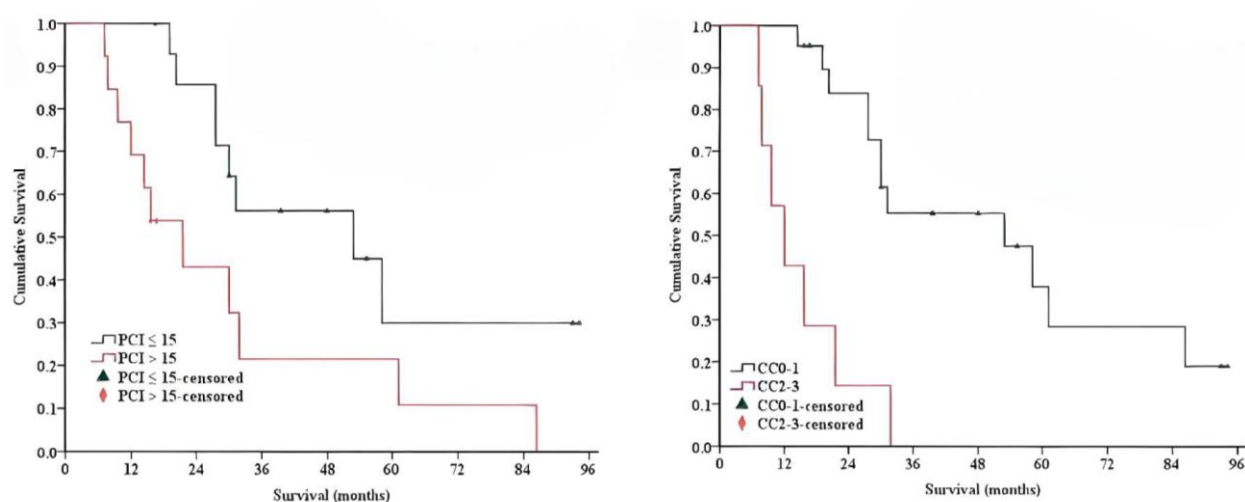 1.0
0.9
0.8
0.7
0.6
0.5
0.4
0.3
0.2
0.1
0.0
Cumulative Survival
PCI ≤ 15
PCI > 15
PCI ≤ 15-censored
PCI > 15-censored
0 12 24 36 48 60 72 84 96
Survival (months)
1.0
0.9
0.8
0.7
0.6
0.5
0.4
0.3
0.2
0.1
0.0
Cumulative Survival
CC0-1
CC2-3
CC0-1-censored
CC2-3-censored
0 12 24 36 48 60 72 84 96
Survival (months)